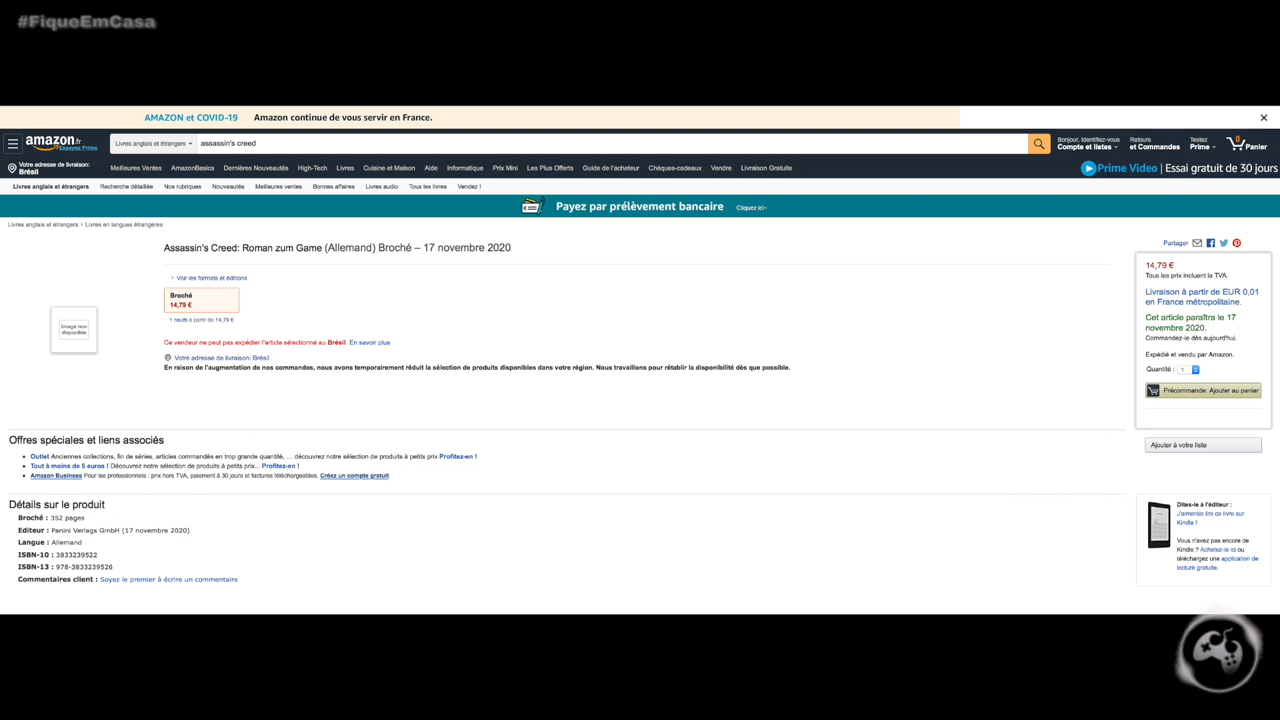 #FiqueEmCasa
AMAZON et COVID-19 Amazon continue de vous servir en France.
amazon.fr
Essayez Prime
Livres anglais et étrangers
assassin's creed
Bonjour, Identifiez-vous
Compte et listes
Retours
et Commandes
Testez
Prime
0
Panier
Votre adresse de livraison:
Brésil
Meilleures Ventes AmazonBasics Dernières Nouveautés High-Tech Livres Cuisine et Maison Aide Informatique Prix Mini Les Plus Offerts Guide de l'acheteur Chèques-cadeaux Vendre Livraison Gratuite
Prime Video | Essai gratuit de 30 jours
Livres anglais et étrangers Recherche détaillée Nos rubriques Nouveautés Meilleures ventes Bonnes affaires Livres audio Tous les livres Vendez !
Payez par prélèvement bancaire Cliquez ici›
Livres anglais et étrangers › Livres en langues étrangères
Assassin's Creed: Roman zum Game (Allemand) Broché – 17 novembre 2020
Voir les formats et éditions
Broché
14,79 €
1 neufs à partir de 14,79 €
Image non
disponible
Ce vendeur ne peut pas expédier l'article sélectionné au Brésil. En savoir plus
Votre adresse de livraison: Brésil
En raison de l'augmentation de nos commandes, nous avons temporairement réduit la sélection de produits disponibles dans votre région. Nous travaillons pour rétablir la disponibilité dès que possible.
Partager
14,79 €
Tous les prix incluent la TVA.
Livraison à partir de EUR 0,01
en France métropolitaine.
Cet article paraîtra le 17
novembre 2020.
Commandez-le dès aujourd'hui.
Expédié et vendu par Amazon.
Quantité : 1
Précommande: Ajouter au panier
Ajouter à votre liste
Offres spéciales et liens associés
Outlet Anciennes collections, fin de séries, articles commandés en trop grande quantité, … découvrez notre sélection de produits à petits prix Profitez-en !
Tout à moins de 5 euros ! Découvrez notre sélection de produits à petits prix... Profitez-en !
Amazon Business Pour les professionnels : prix hors TVA, paiement à 30 jours et factures téléchargeables. Créez un compte gratuit
Détails sur le produit
Broché : 352 pages
Editeur : Panini Verlags GmbH (17 novembre 2020)
Langue : Allemand
ISBN-10 : 3833239522
ISBN-13 : 978-3833239526
Commentaires client : Soyez le premier à écrire un commentaire
Dites-le à l'éditeur :
J'aimerais lire ce livre sur
Kindle !
Vous n'avez pas encore de
Kindle ? Achetez-le ici ou
téléchargez une application de
lecture gratuite.